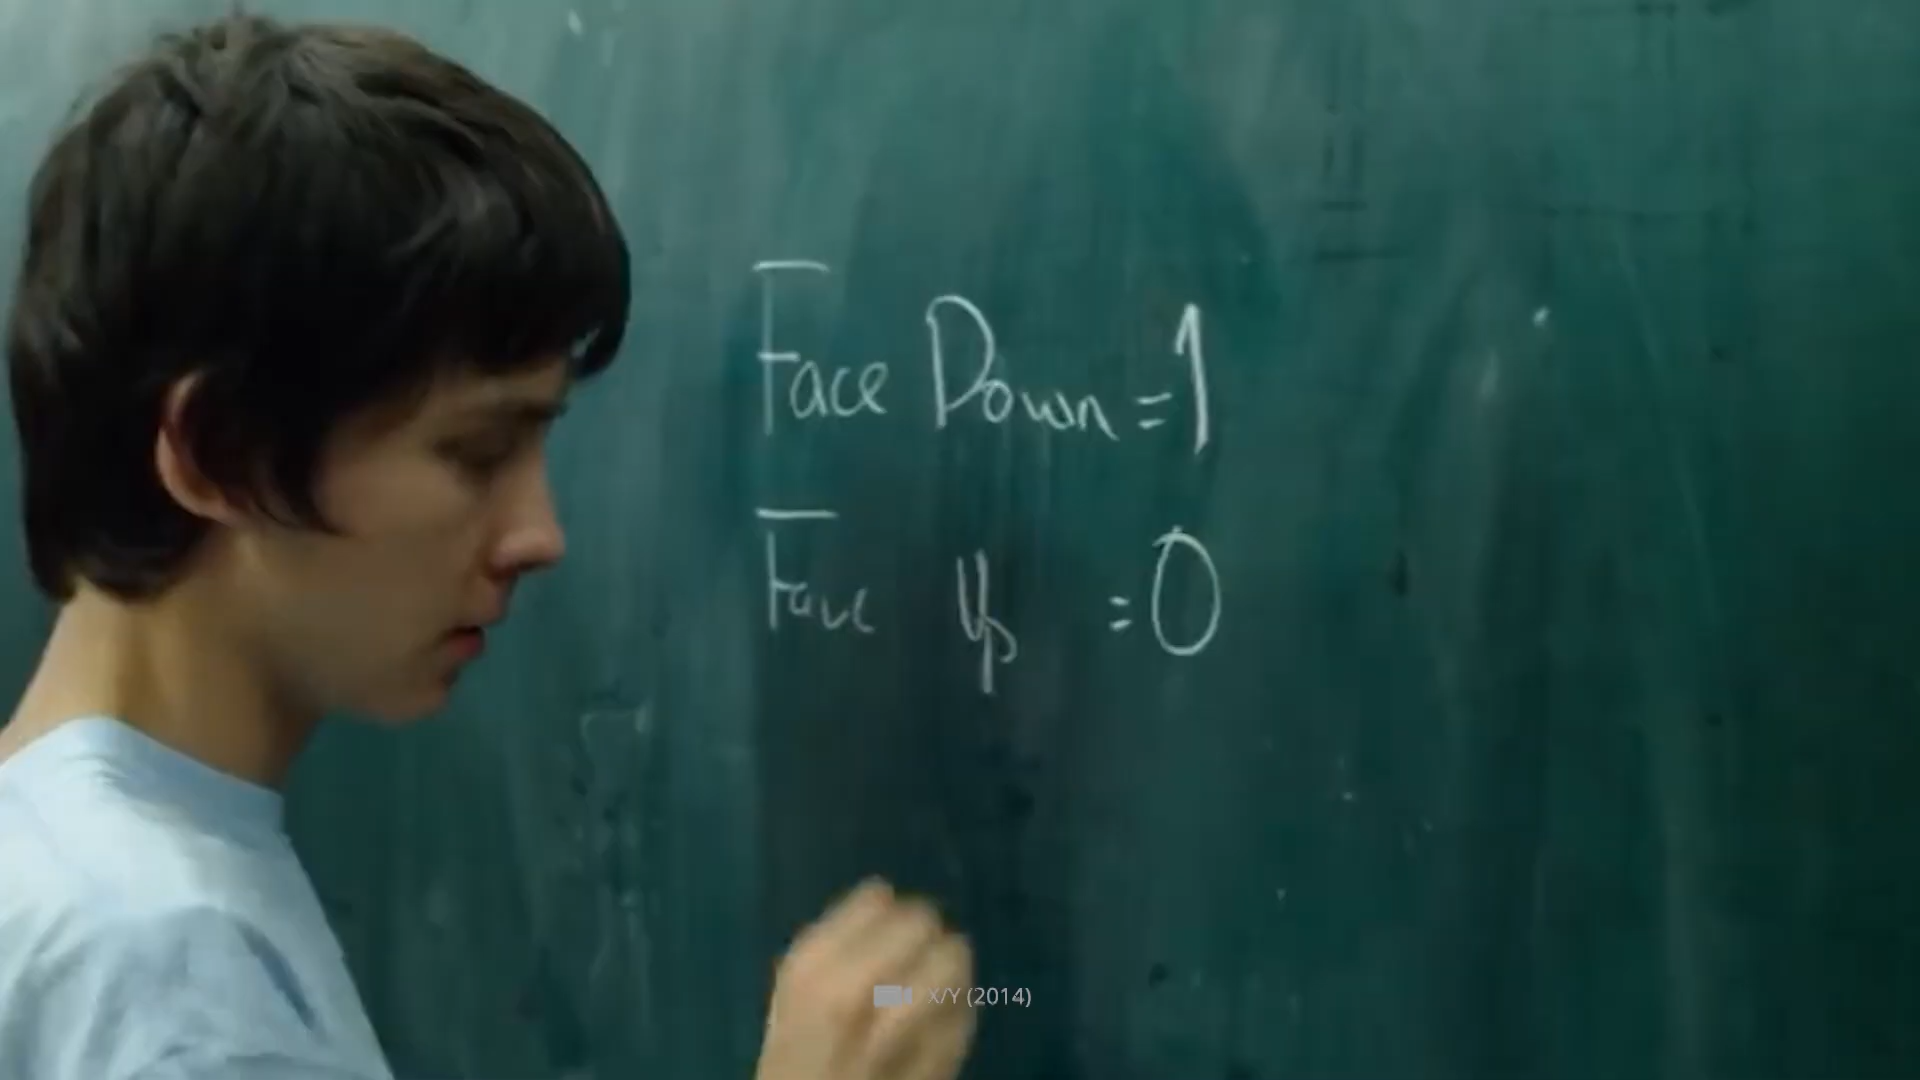 Face Down = 1
Face Up = 0
X/Y (2014)